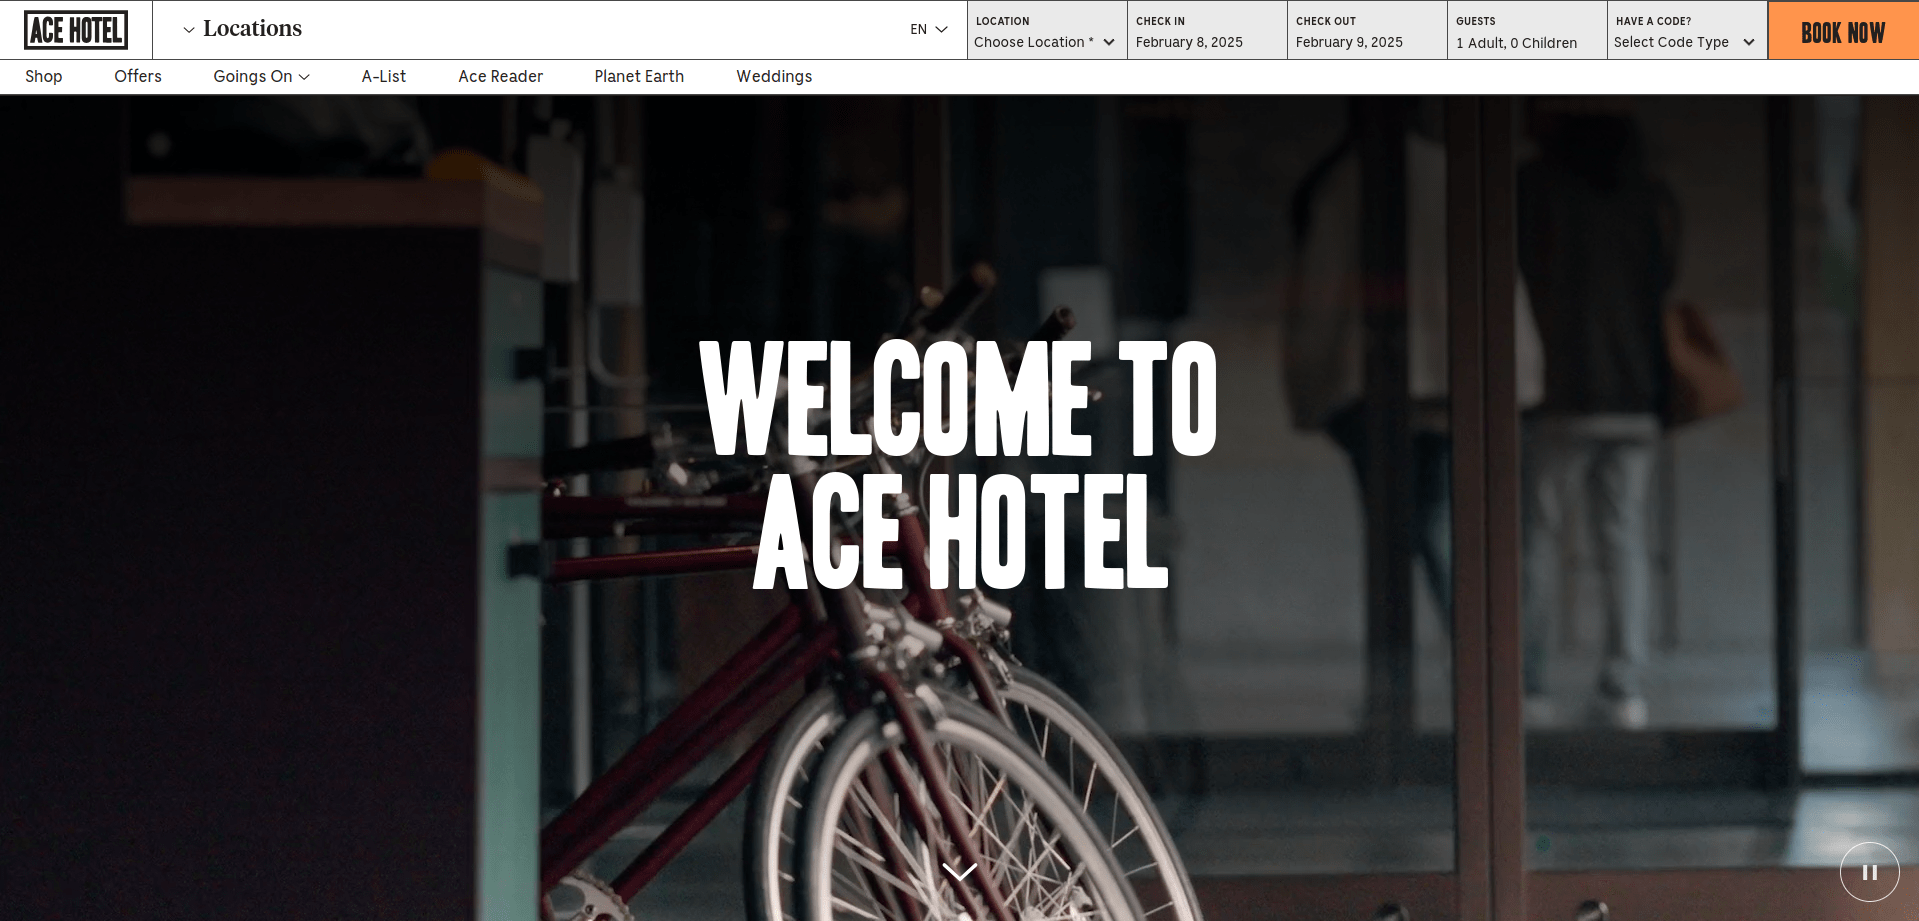 ACE HOTEL
Locations
EN
LOCATION
Choose Location *
CHECK IN
February 8, 2025
CHECK OUT
February 9, 2025
GUESTS
1 Adult, 0 Children
HAVE A CODE?
Select Code Type
BOOK NOW
Shop Offers Goings On A-List Ace Reader Planet Earth Weddings
WELCOME TO
ACE HOTEL